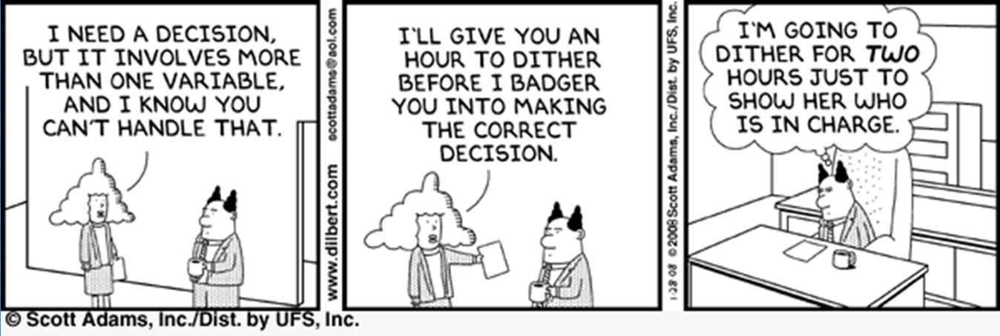 I NEED A DECISION,
BUT IT INVOLVES MORE
THAN ONE VARIABLE,
AND I KNOW YOU
CAN'T HANDLE THAT.
www.dilbert.com scottadams@aol.com
I'LL GIVE YOU AN
HOUR TO DITHER
BEFORE I BADGER
YOU INTO MAKING
THE CORRECT
DECISION.
1-28-08 ©2008 Scott Adams, Inc./Dist. by UFS, Inc.
I'M GOING TO
DITHER FOR TWO
HOURS JUST TO
SHOW HER WHO
IS IN CHARGE.
© Scott Adams, Inc./Dist. by UFS, Inc.